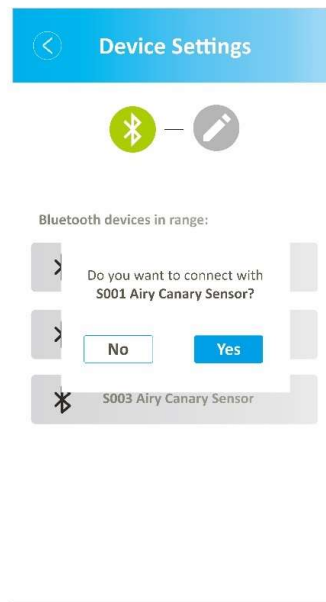 Device Settings
Bluetooth devices in range:
Do you want to connect with
S001 Airy Canary Sensor?
No
Yes
S003 Airy Canary Sensor